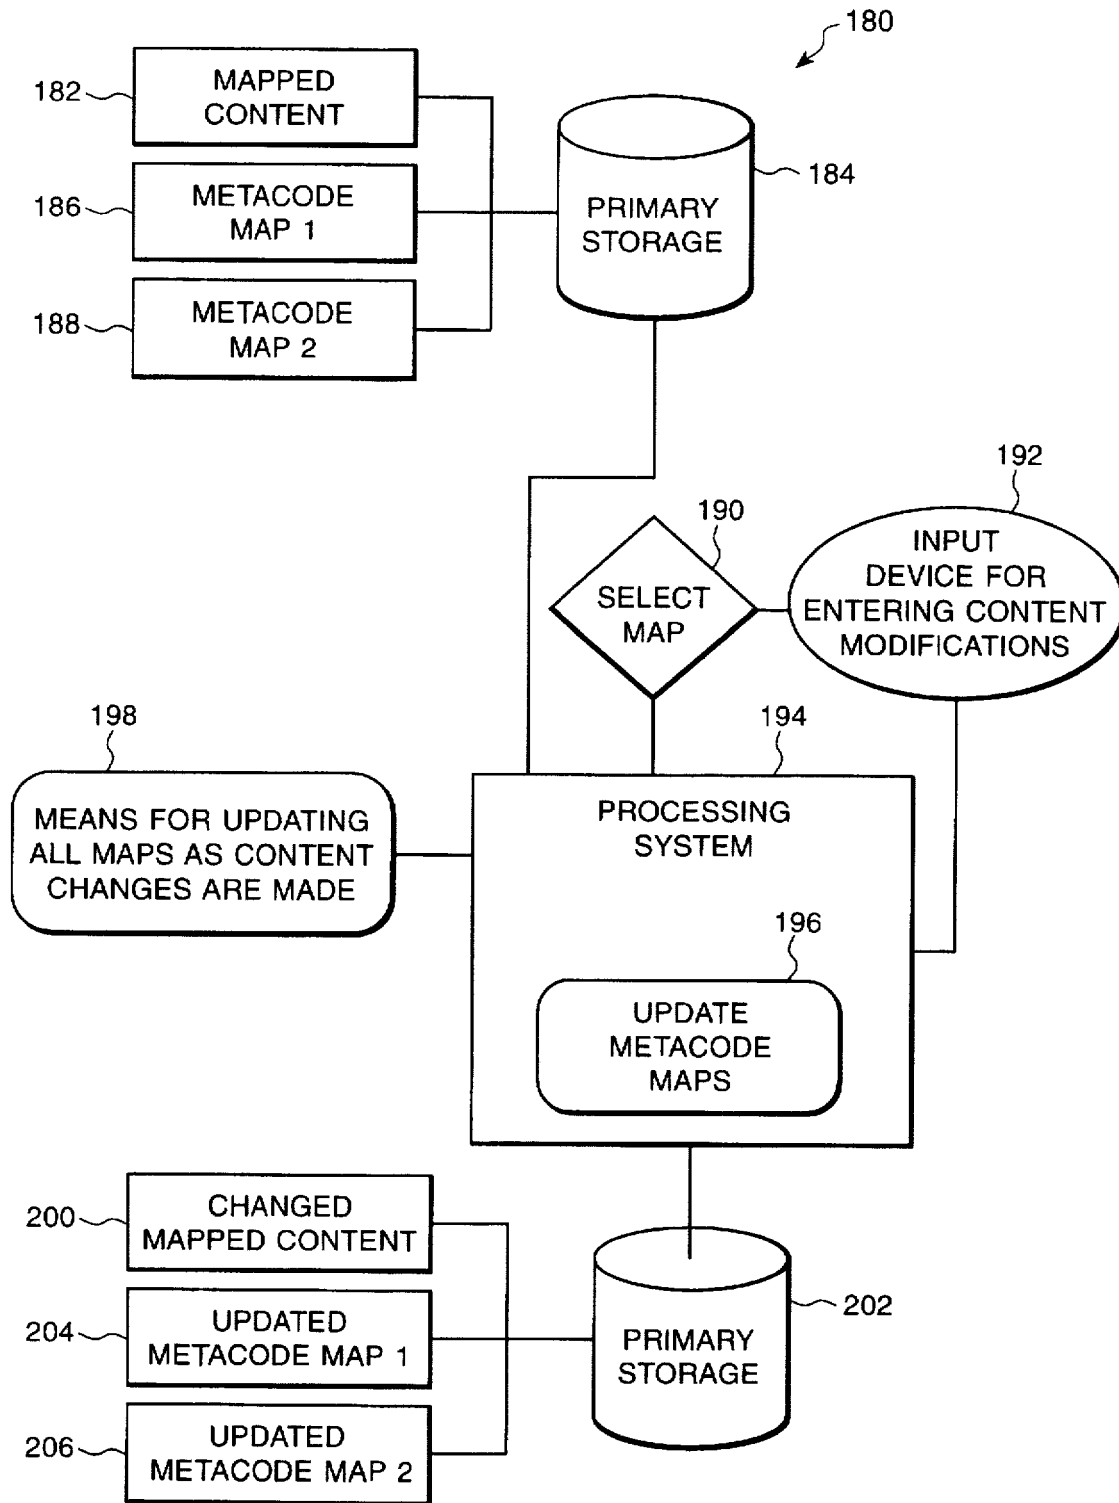 180
182
MAPPED
CONTENT
184
186
METACODE
MAP 1
PRIMARY
STORAGE
188
METACODE
MAP 2
190
192
SELECT
MAP
INPUT
DEVICE FOR
ENTERING CONTENT
MODIFICATIONS
198
194
MEANS FOR UPDATING
ALL MAPS AS CONTENT
CHANGES ARE MADE
PROCESSING
SYSTEM
196
UPDATE
METACODE
MAPS
200
CHANGED
MAPPED CONTENT
202
204
UPDATED
METACODE MAP 1
PRIMARY
STORAGE
206
UPDATED
METACODE MAP 2